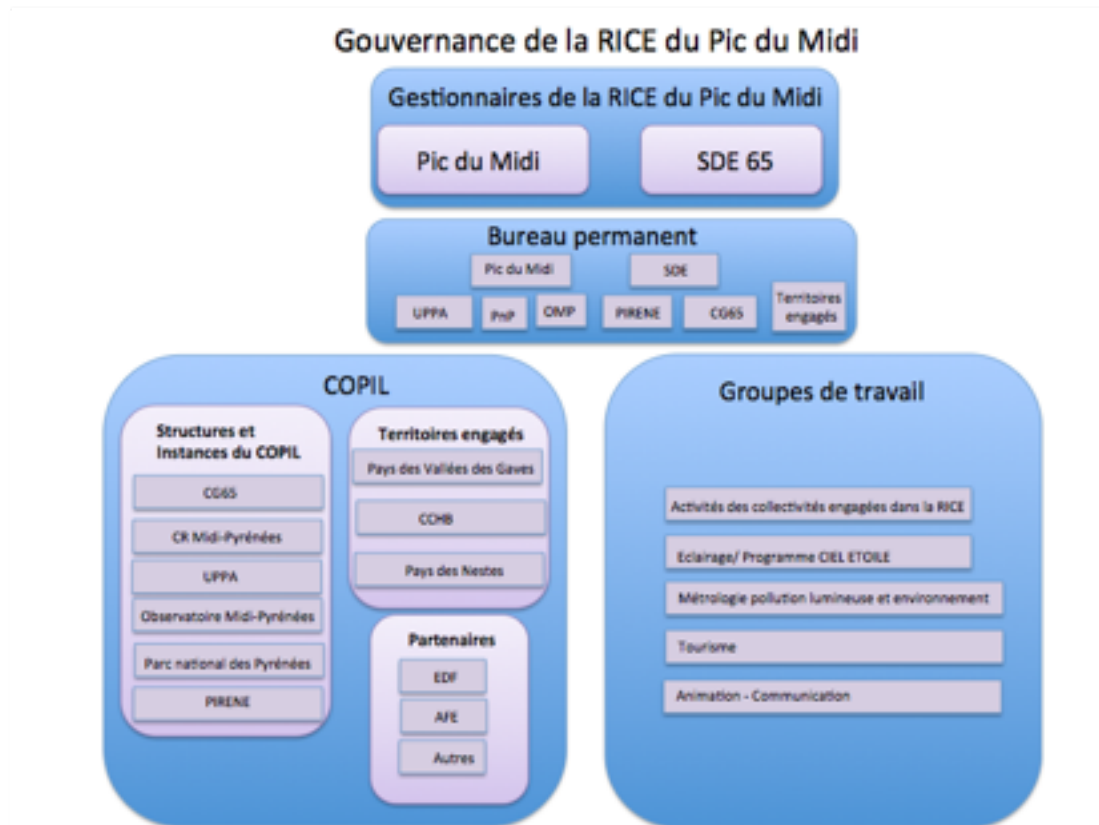 Gouvernance de la RICE du Pic du Midi
Gestionnaires de la RICE du Pic du Midi
Pic du Midi
SDE 65
Bureau permanent
Pic du Midi
SDE
UPPA
PnP
OMP
PIRENE
CG65
Territoires
engagés
COPIL
Structures et
Instances du COPIL
CG65
CR Midi-Pyrénées
UPPA
Observatoire Midi-Pyrénées
Parc national des Pyrénées
PIRENE
Territoires engagés
Pays des Vallées des Gaves
CCHB
Pays des Nestes
Partenaires
EDF
AFE
Autres
Groupes de travail
Activités des collectivités engagées dans la RICE
Eclairage/ Programme CIEL ETOILE
Métrologie pollution lumineuse et environnement
Tourisme
Animation - Communication